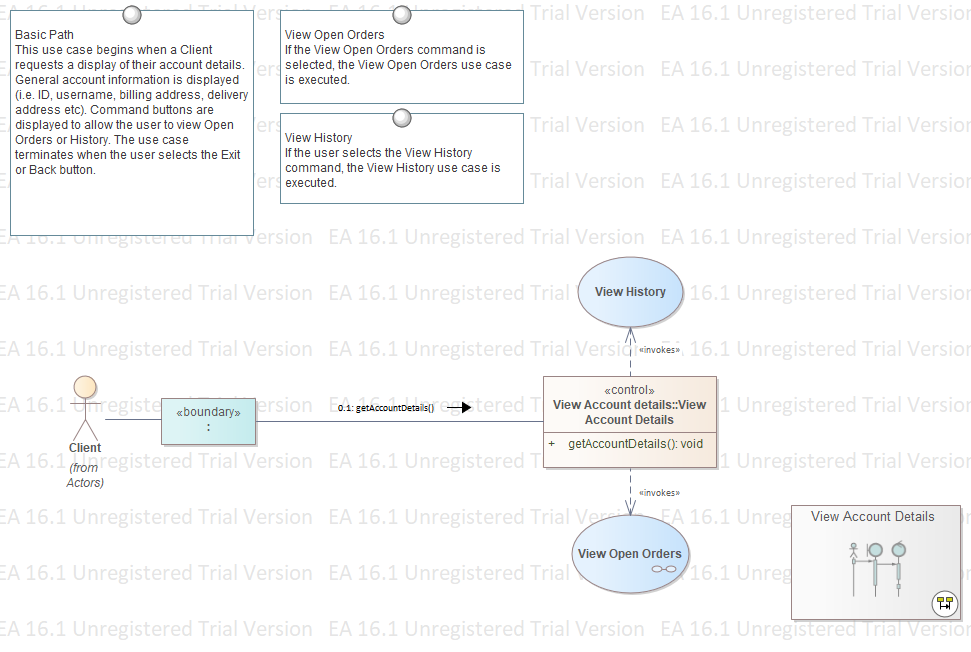 Basic Path
This use case begins when a Client
requests a display of their account details.
General account information is displayed
(i.e. ID, username, billing address, delivery
address etc). Command buttons are
displayed to allow the user to view Open
Orders or History. The use case
terminates when the user selects the Exit
or Back button.
View Open Orders
If the View Open Orders command is
selected, the View Open Orders use case
is executed.
View History
If the user selects the View History
command, the View History use case is
executed.
View History
«invokes»
«control»
View Account details::View
Account Details
+ getAccountDetails(): void
0.1: getAccountDetails()
«boundary»
:
Client
(from
Actors)
«invokes»
View Open Orders
View Account Details
EA 16.1 Unregistered Trial Version